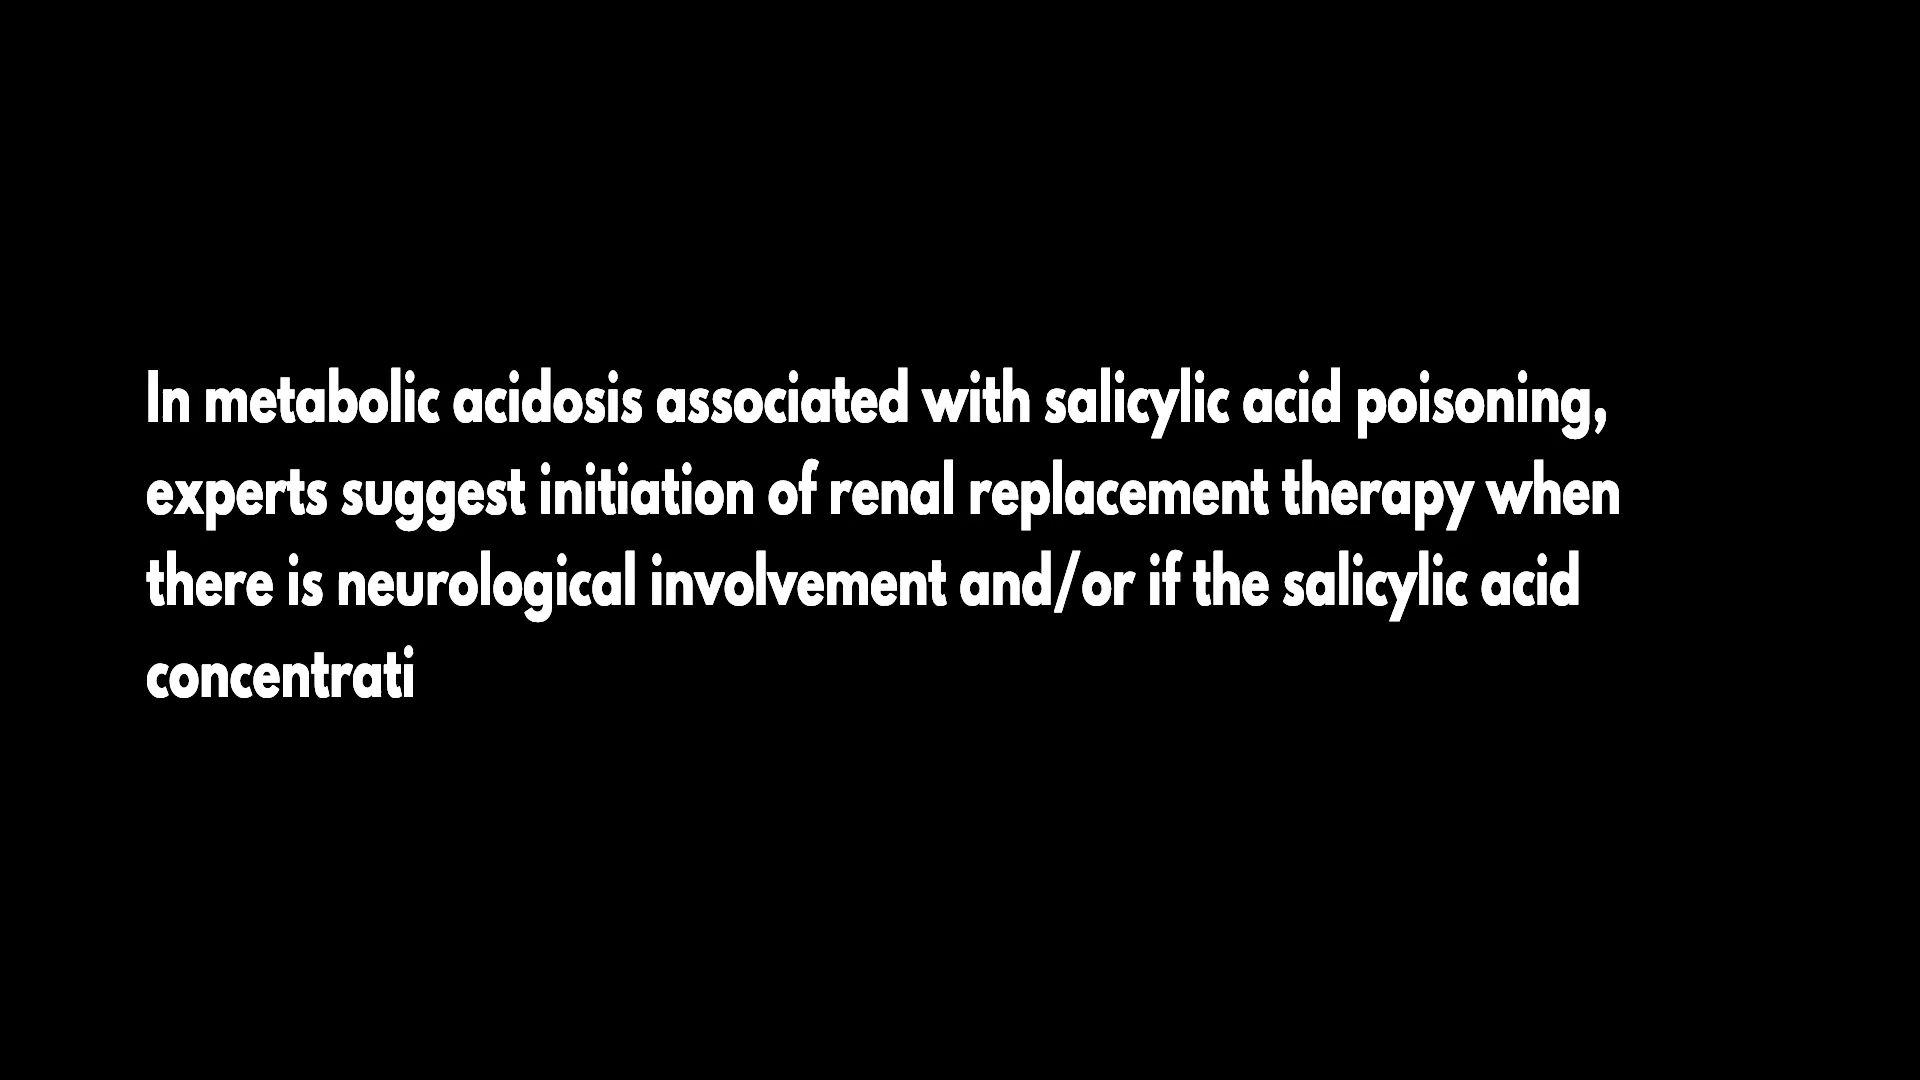 In metabolic acidosis associated with salicylic acid poisoning,
experts suggest initiation of renal replacement therapy when
there is neurological involvement and/or if the salicylic acid
concentrati